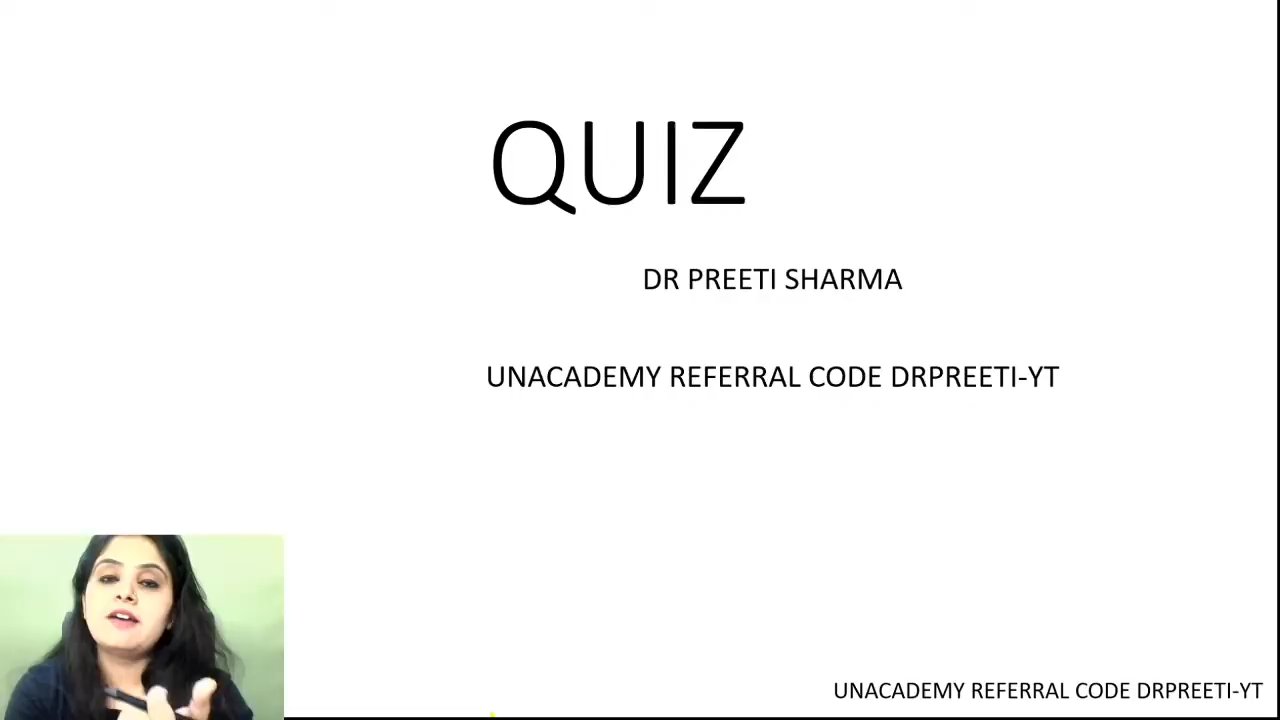 QUIZ
DR PREETI SHARMA
UNACADEMY REFERRAL CODE DRPREETI-YT
UNACADEMY REFERRAL CODE DRPREETI-YT